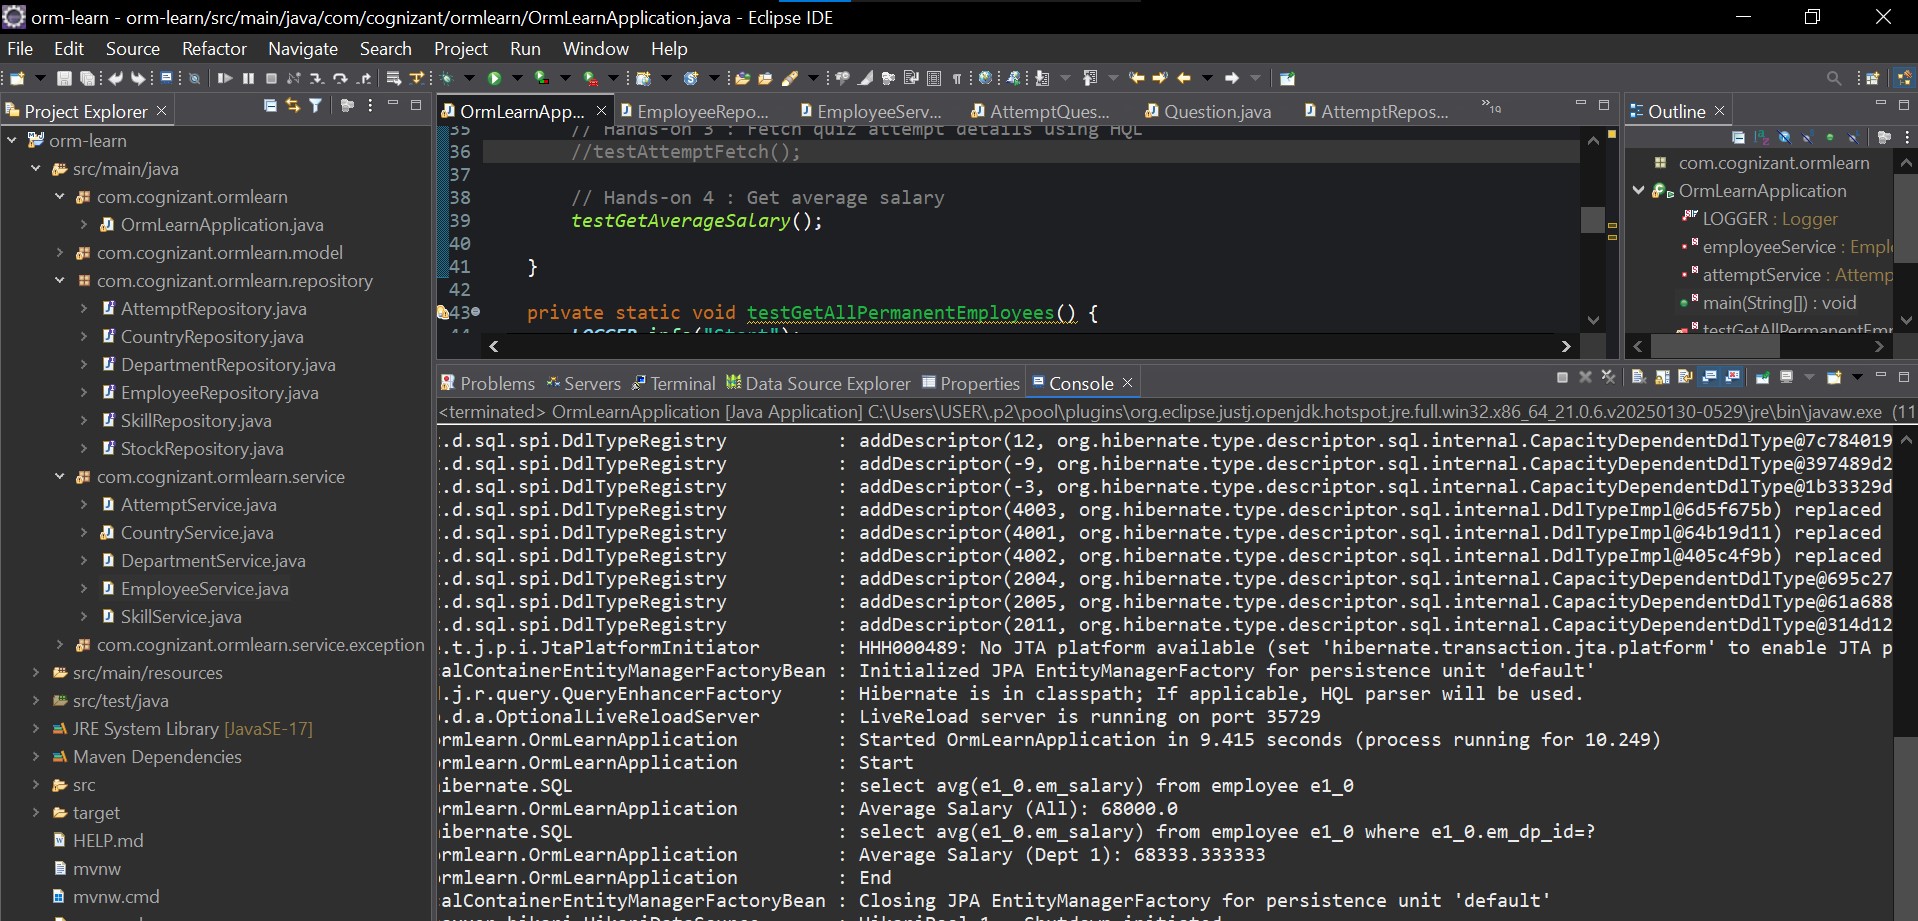 orm-learn - orm-learn/src/main/java/com/cognizant/ormlearn/OrmLearnApplication.java - Eclipse IDE
File Edit Source Refactor Navigate Search Project Run Window Help
Project Explorer
orm-learn
src/main/java
com.cognizant.ormlearn
OrmLearnApplication.java
com.cognizant.ormlearn.model
com.cognizant.ormlearn.repository
AttemptRepository.java
CountryRepository.java
DepartmentRepository.java
EmployeeRepository.java
SkillRepository.java
StockRepository.java
com.cognizant.ormlearn.service
AttemptService.java
CountryService.java
DepartmentService.java
EmployeeService.java
SkillService.java
com.cognizant.ormlearn.service.exception
src/main/resources
src/test/java
JRE System Library [JavaSE-17]
Maven Dependencies
src
target
HELP.md
mvnw
mvnw.cmd
OrmLearnApp... EmployeeRepo... EmployeeServ... AttemptQues... Question.java AttemptRepos... »19
35 // Hands-on 3 : Fetch quiz attempt details using HQL
36 //testAttemptFetch();
37
38 // Hands-on 4 : Get average salary
39 testGetAverageSalary();
40
41 }
42
43 private static void testGetAllPermanentEmployees() {
44 LOGGER.info("Start");
Outline
com.cognizant.ormlearn
OrmLearnApplication
LOGGER : Logger
employeeService : Empl
attemptService : Attemp
main(String[]) : void
testGetAllPermanentEmp
Problems Servers Terminal Data Source Explorer Properties Console
<terminated> OrmLearnApplication [Java Application] C:\Users\USER\.p2\pool\plugins\org.eclipse.justj.openjdk.hotspot.jre.full.win32.x86_64_21.0.6.v20250130-0529\jre\bin\javaw.exe (11
.d.sql.spi.DdlTypeRegistry : addDescriptor(12, org.hibernate.type.descriptor.sql.internal.CapacityDependentDdlType@7c784019
.d.sql.spi.DdlTypeRegistry : addDescriptor(-9, org.hibernate.type.descriptor.sql.internal.CapacityDependentDdlType@397489d2
.d.sql.spi.DdlTypeRegistry : addDescriptor(-3, org.hibernate.type.descriptor.sql.internal.CapacityDependentDdlType@1b33329d
.d.sql.spi.DdlTypeRegistry : addDescriptor(4003, org.hibernate.type.descriptor.sql.internal.DdlTypeImpl@6d5f675b) replaced
.d.sql.spi.DdlTypeRegistry : addDescriptor(4001, org.hibernate.type.descriptor.sql.internal.DdlTypeImpl@64b19d11) replaced
.d.sql.spi.DdlTypeRegistry : addDescriptor(4002, org.hibernate.type.descriptor.sql.internal.DdlTypeImpl@405c4f9b) replaced
.d.sql.spi.DdlTypeRegistry : addDescriptor(2004, org.hibernate.type.descriptor.sql.internal.CapacityDependentDdlType@695c27
.d.sql.spi.DdlTypeRegistry : addDescriptor(2005, org.hibernate.type.descriptor.sql.internal.CapacityDependentDdlType@61a688
.d.sql.spi.DdlTypeRegistry : addDescriptor(2011, org.hibernate.type.descriptor.sql.internal.CapacityDependentDdlType@314d12
.t.j.p.i.JtaPlatformInitiator : HHH000489: No JTA platform available (set 'hibernate.transaction.jta.platform' to enable JTA p
alContainerEntityManagerFactoryBean : Initialized JPA EntityManagerFactory for persistence unit 'default'
.j.r.query.QueryEnhancerFactory : Hibernate is in classpath; If applicable, HQL parser will be used.
.d.a.OptionalLiveReloadServer : LiveReload server is running on port 35729
rmlearn.OrmLearnApplication : Started OrmLearnApplication in 9.415 seconds (process running for 10.249)
rmlearn.OrmLearnApplication : Start
ibernate.SQL : select avg(e1_0.em_salary) from employee e1_0
rmlearn.OrmLearnApplication : Average Salary (All): 68000.0
ibernate.SQL : select avg(e1_0.em_salary) from employee e1_0 where e1_0.em_dp_id=?
rmlearn.OrmLearnApplication : Average Salary (Dept 1): 68333.333333
rmlearn.OrmLearnApplication : End
alContainerEntityManagerFactoryBean : Closing JPA EntityManagerFactory for persistence unit 'default'